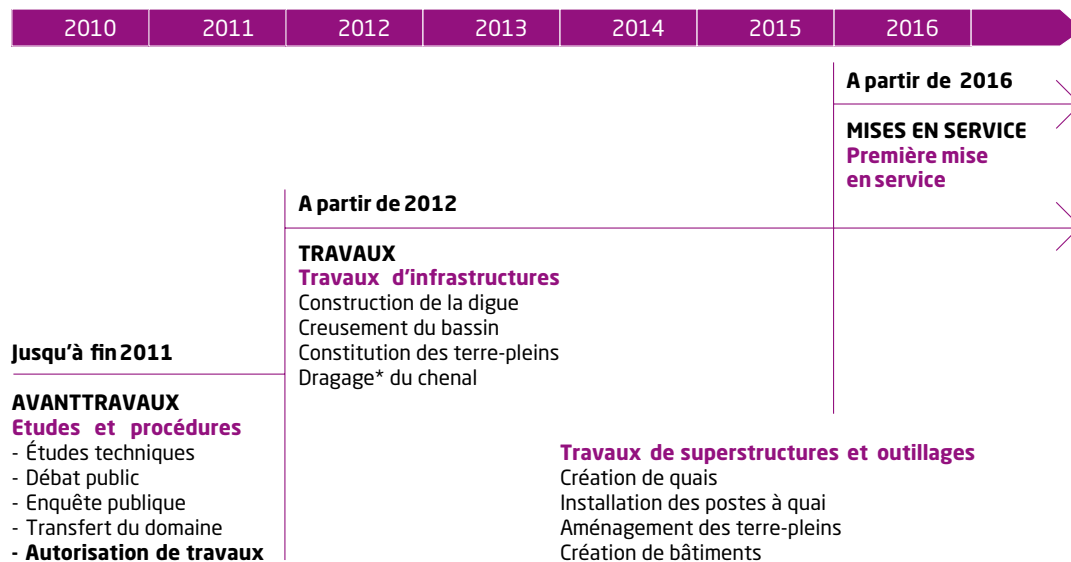 2010 2011 2012 2013 2014 2015 2016
A partir de 2016
MISES EN SERVICE
Première mise
en service
A partir de 2012
TRAVAUX
Travaux d'infrastructures
Construction de la digue
Creusement du bassin
Constitution des terre-pleins
Dragage* du chenal
Jusqu'à fin 2011
AVANTTRAVAUX
Etudes et procédures
- Études techniques
- Débat public
- Enquête publique
- Transfert du domaine
- Autorisation de travaux
Travaux de superstructures et outillages
Création de quais
Installation des postes à quai
Aménagement des terre-pleins
Création de bâtiments